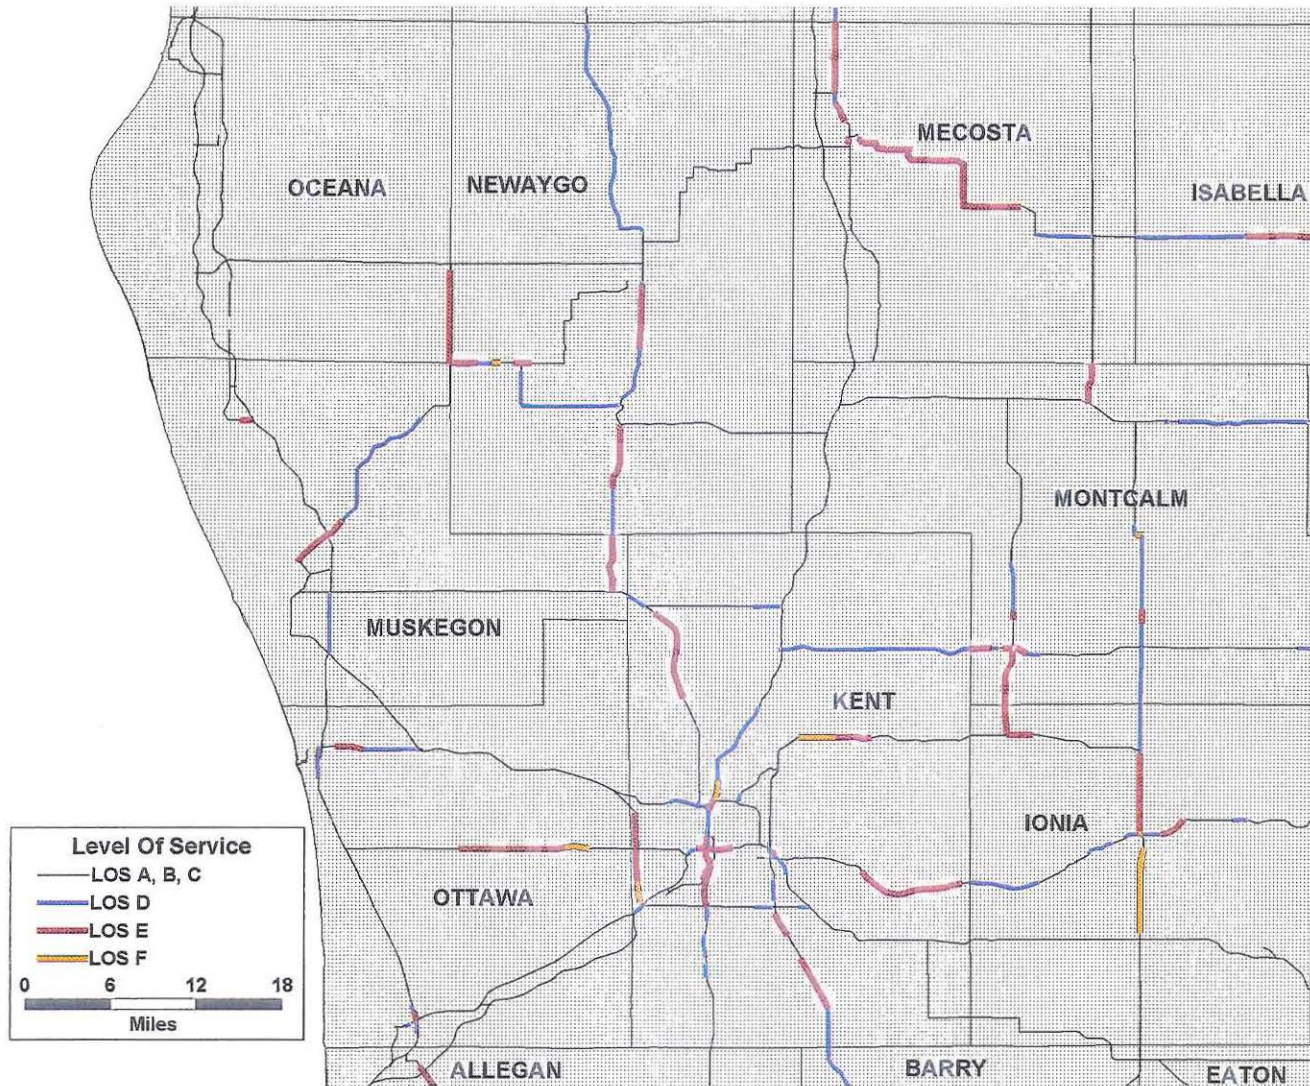 MECOSTA
OCEANA
NEWAYGO
ISABELLA
MONTCALM
MUSKEGON
KENT
IONIA
OTTAWA
Level Of Service
LOS A, B, C
LOS D
LOS E
LOS F
0 6 12 18
Miles
ALLEGAN
BARRY
EATON